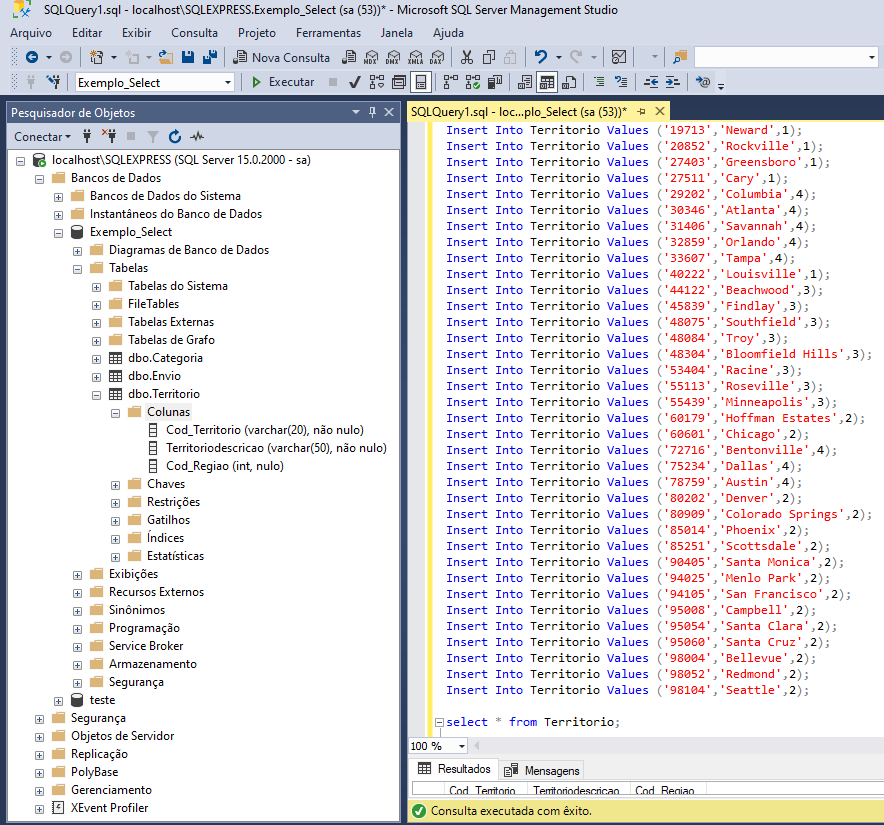 SQLQuery1.sql - localhost\SQLEXPRESS.Exemplo_Select (sa (53))* - Microsoft SQL Server Management Studio
Arquivo Editar Exibir Consulta Projeto Ferramentas Janela Ajuda
Nova Consulta MDX DMX XMLA DAX
Exemplo_Select Executar
Pesquisador de Objetos
Conectar
localhost\SQLEXPRESS (SQL Server 15.0.2000 - sa)
Bancos de Dados
Bancos de Dados do Sistema
Instantâneos do Banco de Dados
Exemplo_Select
Diagramas de Banco de Dados
Tabelas
Tabelas do Sistema
FileTables
Tabelas Externas
Tabelas de Grafo
dbo.Categoria
dbo.Envio
dbo.Territorio
Colunas
Cod_Territorio (varchar(20), não nulo)
Territoriodescricao (varchar(50), não nulo)
Cod_Regiao (int, nulo)
Chaves
Restrições
Gatilhos
Índices
Estatísticas
Exibições
Recursos Externos
Sinônimos
Programação
Service Broker
Armazenamento
Segurança
teste
Segurança
Objetos de Servidor
Replicação
PolyBase
Gerenciamento
XEvent Profiler
SQLQuery1.sql - loc...plo_Select (sa (53))*
Insert Into Territorio Values ('19713','Neward',1);
Insert Into Territorio Values ('20852','Rockville',1);
Insert Into Territorio Values ('27403','Greensboro',1);
Insert Into Territorio Values ('27511','Cary',1);
Insert Into Territorio Values ('29202','Columbia',4);
Insert Into Territorio Values ('30346','Atlanta',4);
Insert Into Territorio Values ('31406','Savannah',4);
Insert Into Territorio Values ('32859','Orlando',4);
Insert Into Territorio Values ('33607','Tampa',4);
Insert Into Territorio Values ('40222','Louisville',1);
Insert Into Territorio Values ('44122','Beachwood',3);
Insert Into Territorio Values ('45839','Findlay',3);
Insert Into Territorio Values ('48075','Southfield',3);
Insert Into Territorio Values ('48084','Troy',3);
Insert Into Territorio Values ('48304','Bloomfield Hills',3);
Insert Into Territorio Values ('53404','Racine',3);
Insert Into Territorio Values ('55113','Roseville',3);
Insert Into Territorio Values ('55439','Minneapolis',3);
Insert Into Territorio Values ('60179','Hoffman Estates',2);
Insert Into Territorio Values ('60601','Chicago',2);
Insert Into Territorio Values ('72716','Bentonville',4);
Insert Into Territorio Values ('75234','Dallas',4);
Insert Into Territorio Values ('78759','Austin',4);
Insert Into Territorio Values ('80202','Denver',2);
Insert Into Territorio Values ('80909','Colorado Springs',2);
Insert Into Territorio Values ('85014','Phoenix',2);
Insert Into Territorio Values ('85251','Scottsdale',2);
Insert Into Territorio Values ('90405','Santa Monica',2);
Insert Into Territorio Values ('94025','Menlo Park',2);
Insert Into Territorio Values ('94105','San Francisco',2);
Insert Into Territorio Values ('95008','Campbell',2);
Insert Into Territorio Values ('95054','Santa Clara',2);
Insert Into Territorio Values ('95060','Santa Cruz',2);
Insert Into Territorio Values ('98004','Bellevue',2);
Insert Into Territorio Values ('98052','Redmond',2);
Insert Into Territorio Values ('98104','Seattle',2);
select * from Territorio;
100 %
Resultados Mensagens
Cod_Territorio Territoriodescricao Cod_Regiao
Consulta executada com êxito.